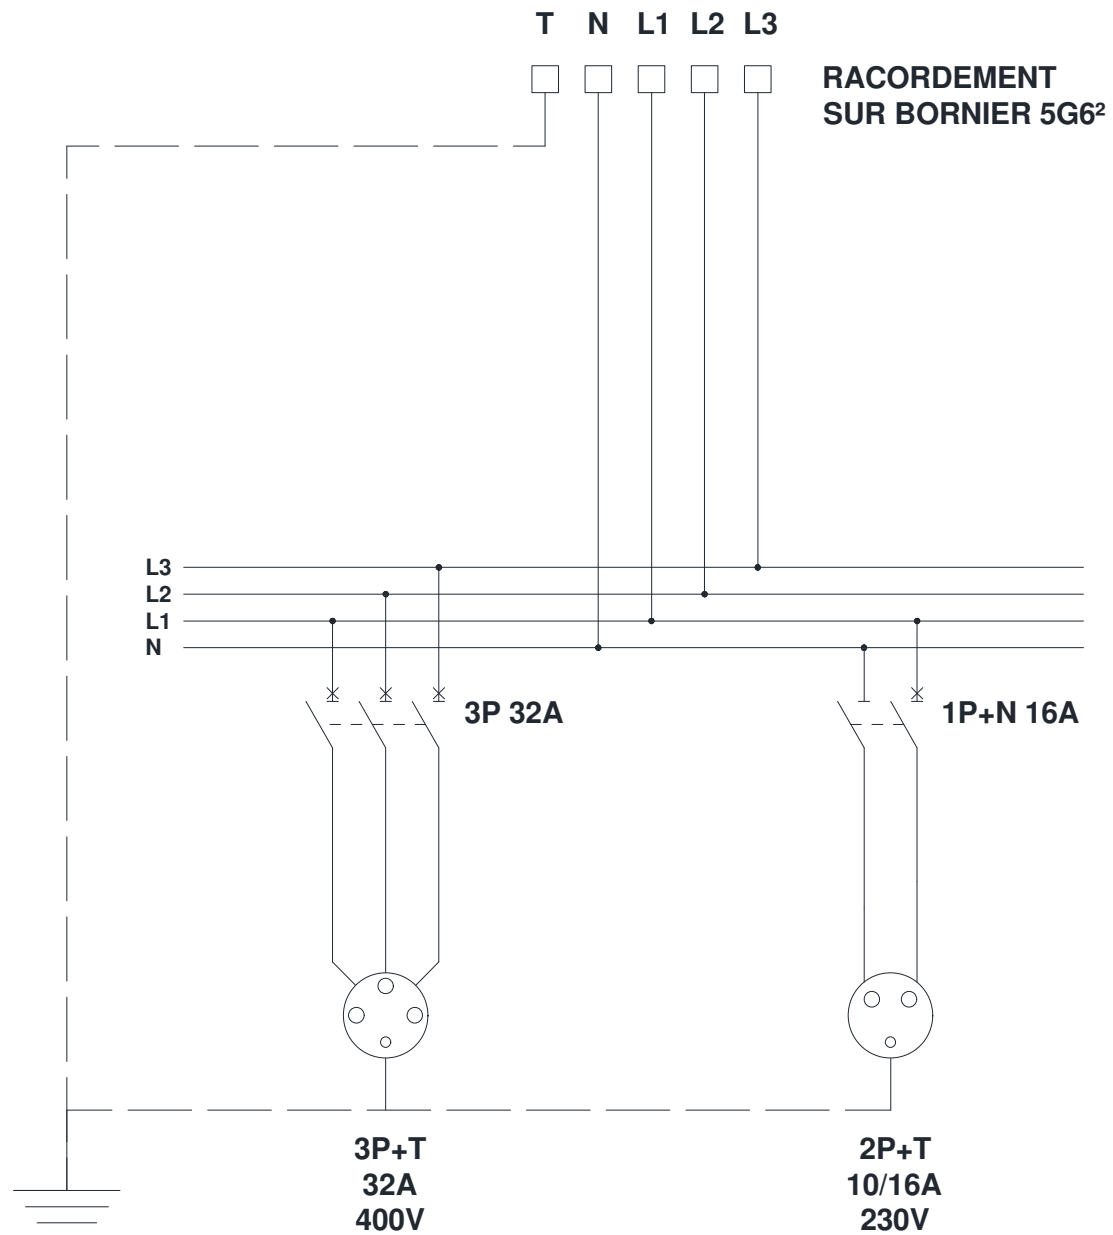 T N L1 L2 L3
RACORDEMENT
SUR BORNIER 5G6²
L3
L2
L1
N
3P 32A
1P+N 16A
3P+T
32A
400V
2P+T
10/16A
230V